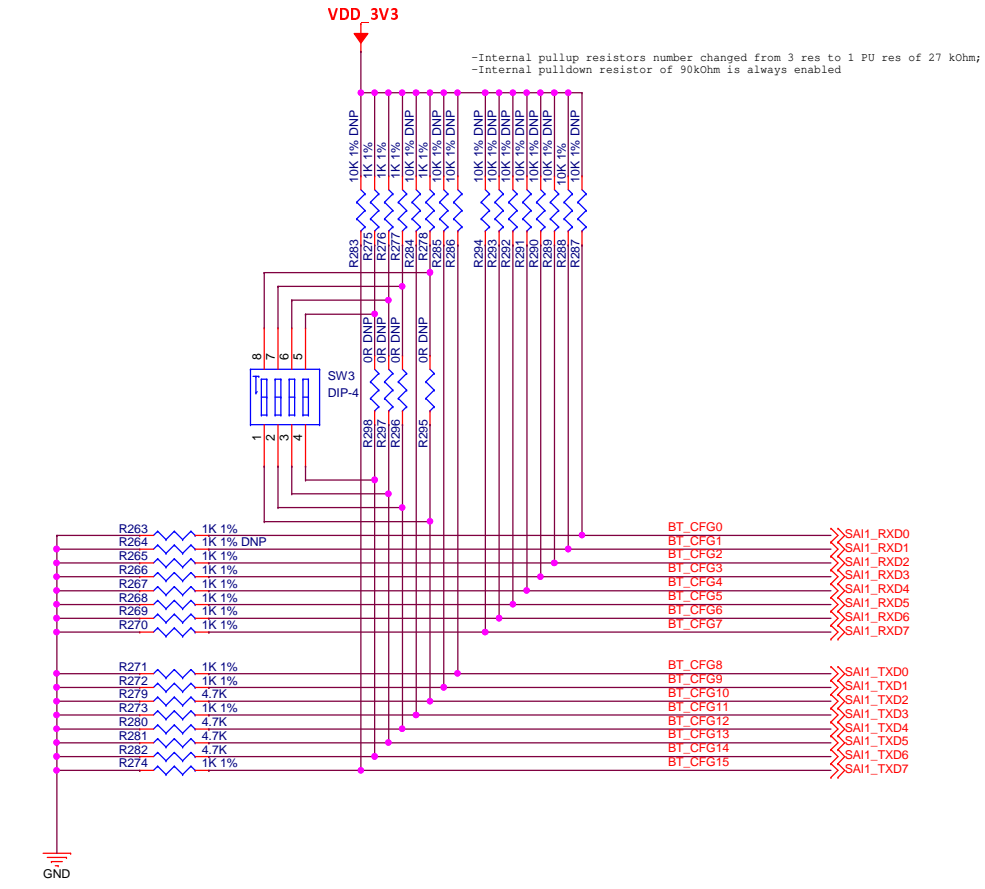 VDD_3V3
-Internal pullup resistors number changed from 3 res to 1 PU res of 27 kOhm;
-Internal pulldown resistor of 90kOhm is always enabled
10K 1% DNP
1K 1%
1K 1%
1K 1%
10K 1% DNP
1K 1%
10K 1% DNP
10K 1% DNP
10K 1% DNP
10K 1% DNP
10K 1% DNP
10K 1% DNP
10K 1% DNP
10K 1% DNP
10K 1%
10K 1% DNP
R283
R275
R276
R277
R284
R278
R285
R286
R294
R293
R292
R291
R290
R289
R288
R287
0R DNP
0R DNP
0R DNP
0R DNP
8
7
6
5
SW3
DIP-4
1
2
3
4
R298
R297
R296
R295
R263 1K 1% BT_CFG0 SAI1_RXD0
R264 1K 1% DNP BT_CFG1 SAI1_RXD1
R265 1K 1% BT_CFG2 SAI1_RXD2
R266 1K 1% BT_CFG3 SAI1_RXD3
R267 1K 1% BT_CFG4 SAI1_RXD4
R268 1K 1% BT_CFG5 SAI1_RXD5
R269 1K 1% BT_CFG6 SAI1_RXD6
R270 1K 1% BT_CFG7 SAI1_RXD7
R271 1K 1% BT_CFG8 SAI1_TXD0
R272 1K 1% BT_CFG9 SAI1_TXD1
R279 4.7K BT_CFG10 SAI1_TXD2
R273 1K 1% BT_CFG11 SAI1_TXD3
R280 4.7K BT_CFG12 SAI1_TXD4
R281 4.7K BT_CFG13 SAI1_TXD5
R282 4.7K BT_CFG14 SAI1_TXD6
R274 1K 1% BT_CFG15 SAI1_TXD7
GND